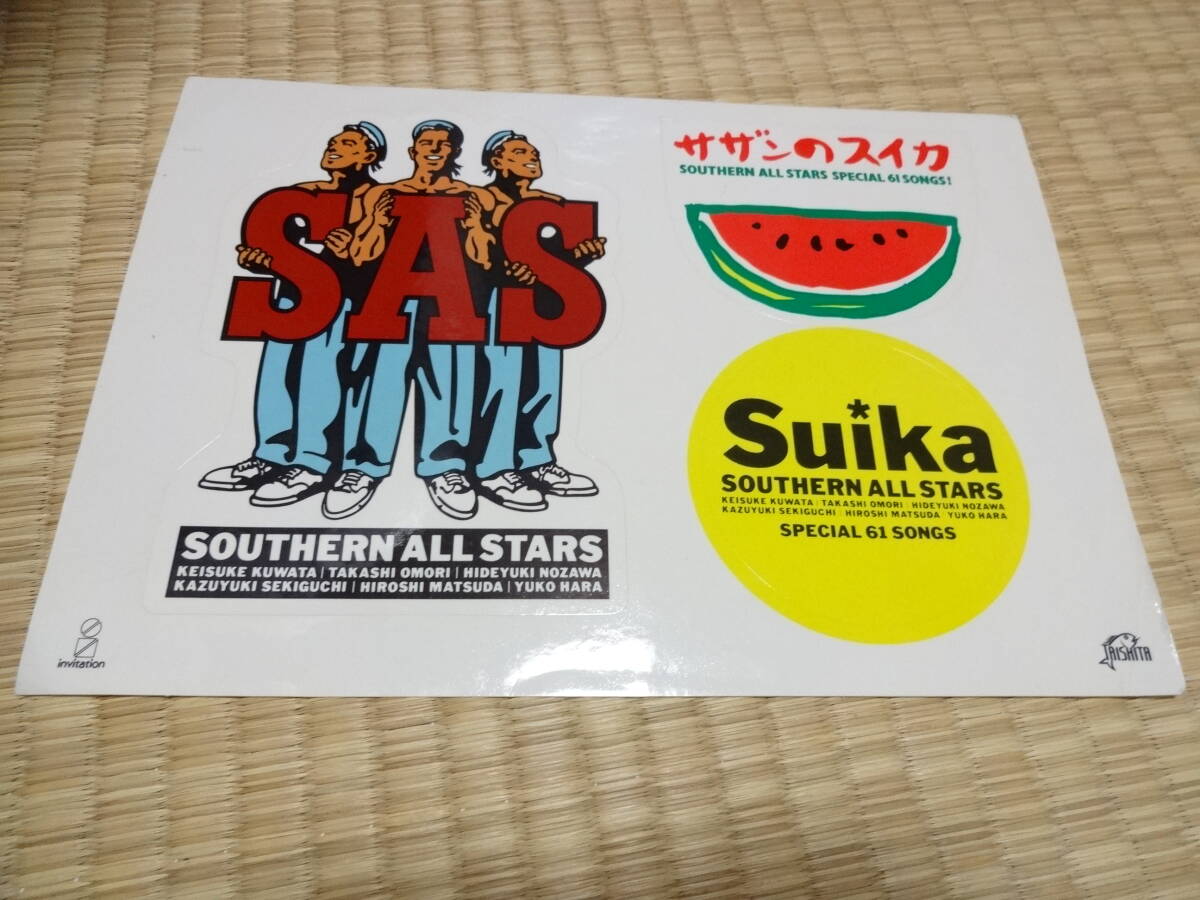 SAS
SOUTHERN ALL STARS
KEISUKE KUWATA | TAKASHI OMORI | HIDEYUKI NOZAWA
KAZUYUKI SEKIGUCHI | HIROSHI MATSUDA | YUKO HARA
サザンのスイカ
SOUTHERN ALL STARS SPECIAL 61 SONGS!
Suika
SOUTHERN ALL STARS
KEISUKE KUWATA | TAKASHI OMORI | HIDEYUKI NOZAWA
KAZUYUKI SEKIGUCHI | HIROSHI MATSUDA | YUKO HARA
SPECIAL 61 SONGS
invitation
TAISHITA